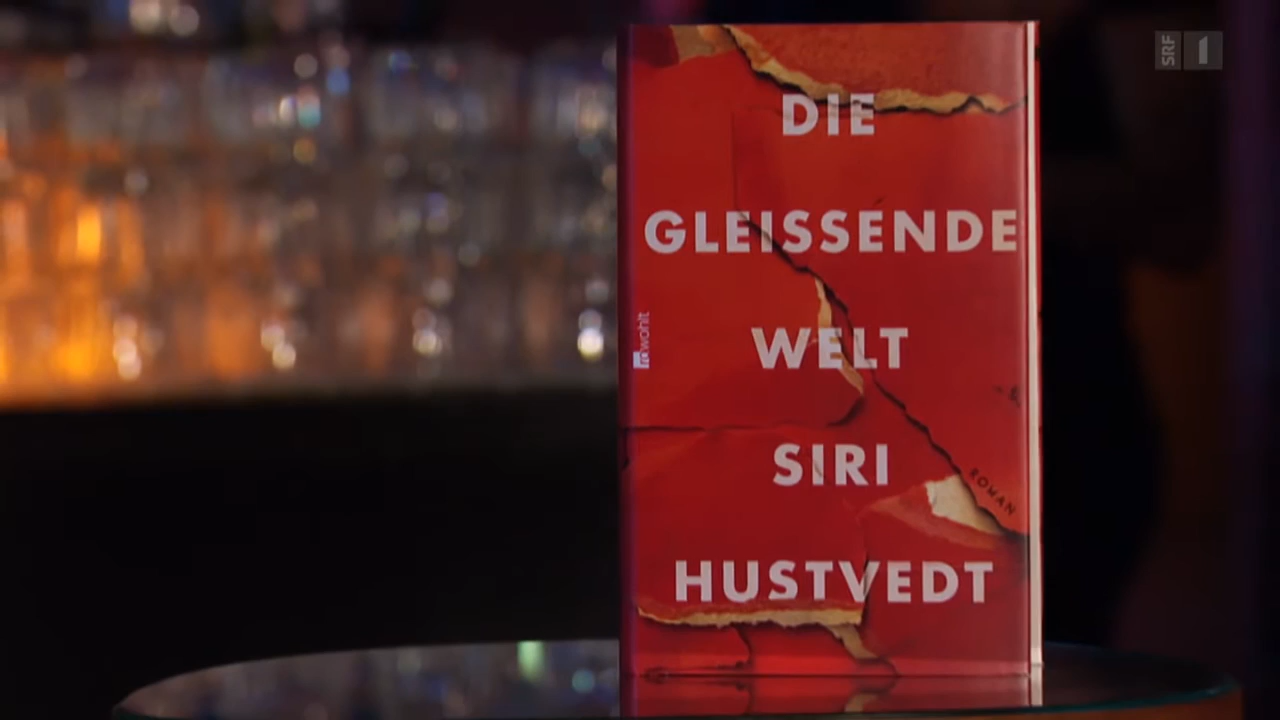 SRF 1
DIE
GLEISSENDE
WELT
rowohlt
SIRI
ROMAN
HUSTVEDT